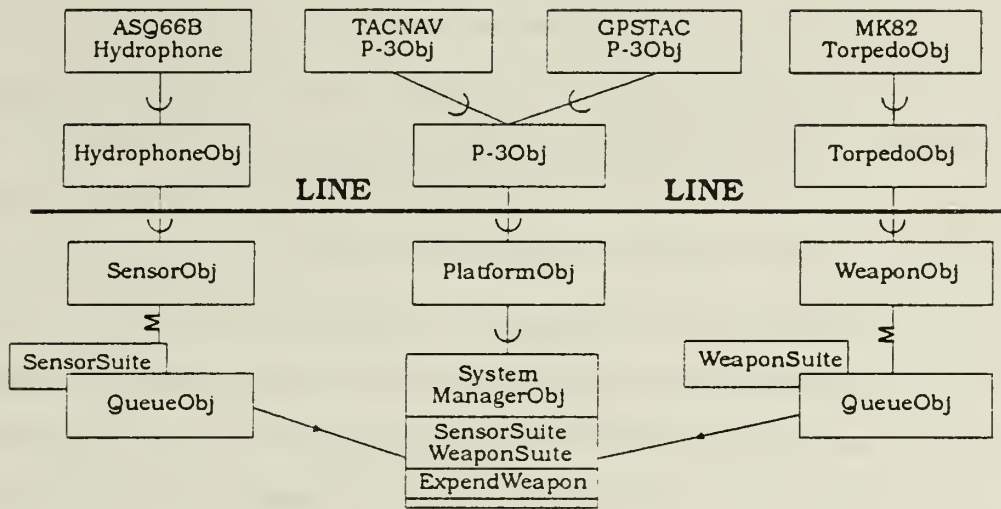 ASQ66B
Hydrophone
TACNAV
P-3Obj
GPSTAC
P-3Obj
MK82
TorpedoObj
HydrophoneObj
P-3Obj
TorpedoObj
LINE
LINE
SensorObj
PlatformObj
WeaponObj
M
M
SensorSuite
QueueObj
System
ManagerObj
SensorSuite
WeaponSuite
ExpendWeapon
WeaponSuite
QueueObj